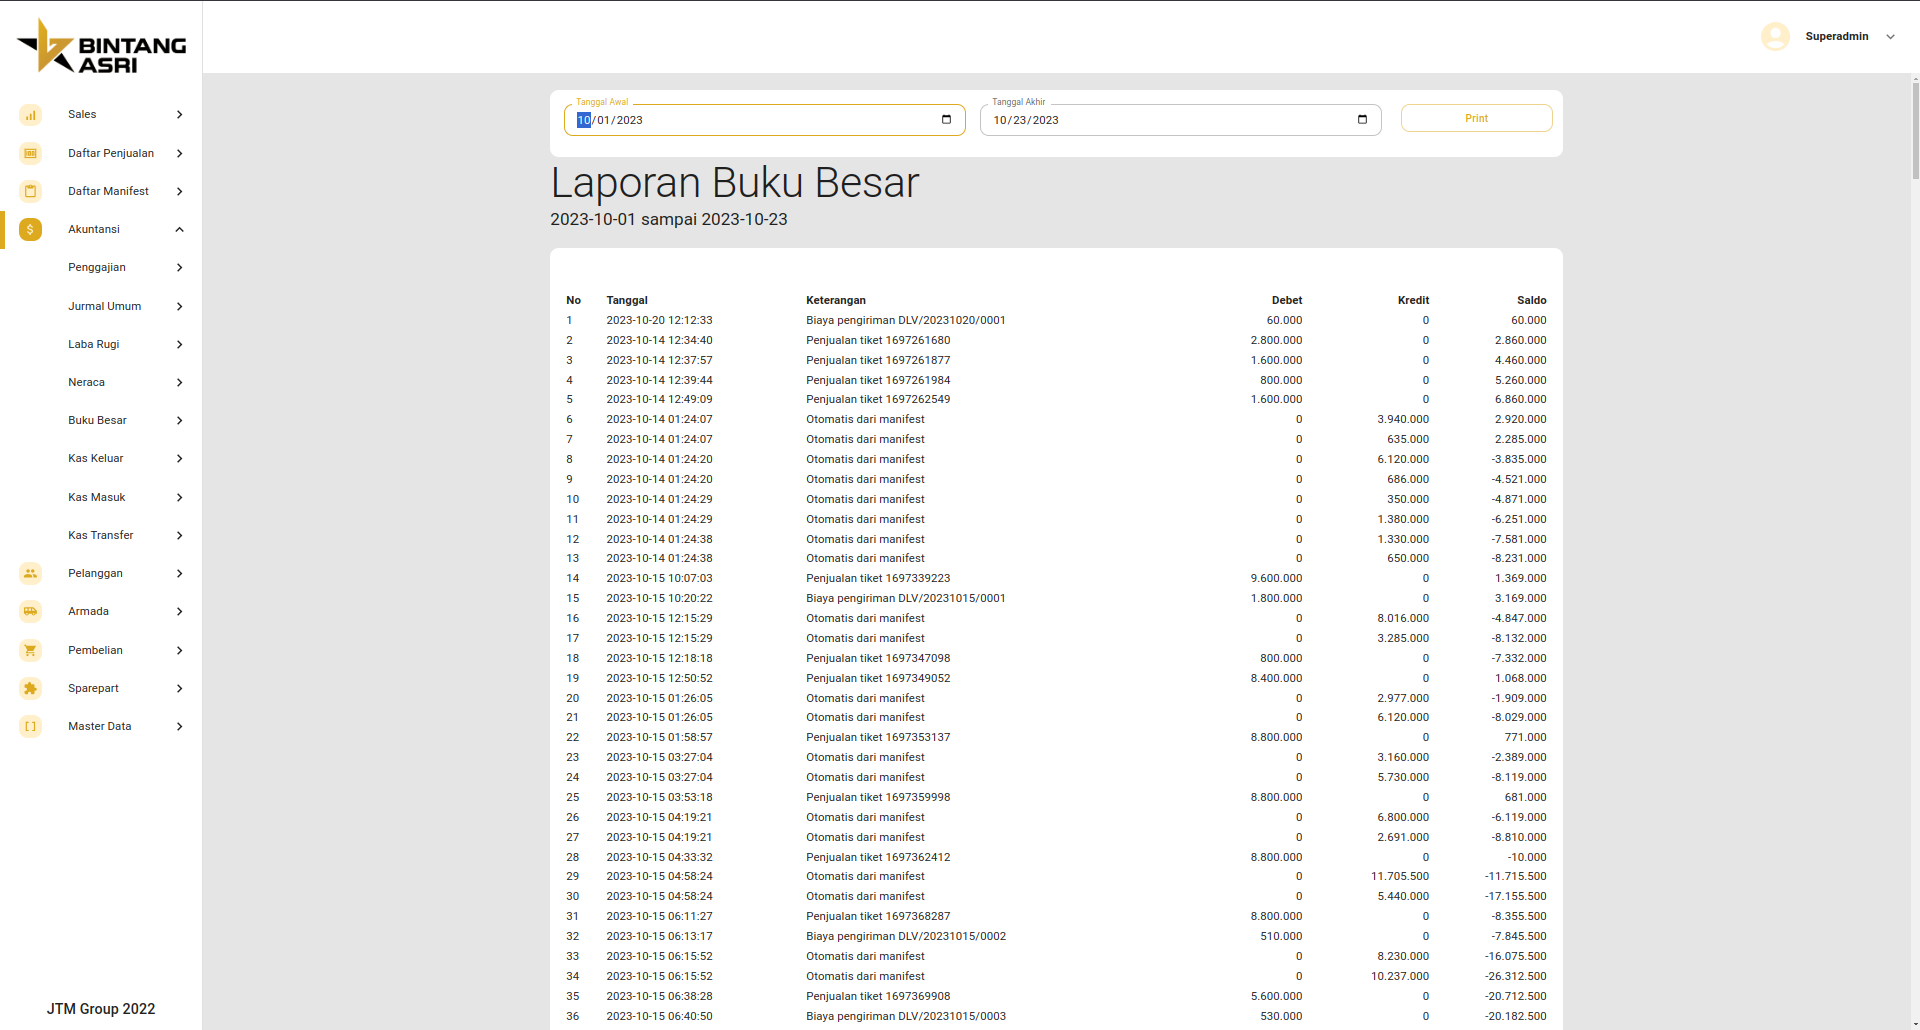 BINTANG
ASRI
Superadmin
Sales
Daftar Penjualan
Daftar Manifest
Akuntansi
Penggajian
Jurmal Umum
Laba Rugi
Neraca
Buku Besar
Kas Keluar
Kas Masuk
Kas Transfer
Pelanggan
Armada
Pembelian
Sparepart
Master Data
JTM Group 2022
Tanggal Awal
10/01/2023
Tanggal Akhir
10/23/2023
Print
Laporan Buku Besar
2023-10-01 sampai 2023-10-23
No Tanggal Keterangan Debet Kredit Saldo
1 2023-10-20 12:12:33 Biaya pengiriman DLV/20231020/0001 60.000 0 60.000
2 2023-10-14 12:34:40 Penjualan tiket 1697261680 2.800.000 0 2.860.000
3 2023-10-14 12:37:57 Penjualan tiket 1697261877 1.600.000 0 4.460.000
4 2023-10-14 12:39:44 Penjualan tiket 1697261984 800.000 0 5.260.000
5 2023-10-14 12:49:09 Penjualan tiket 1697262549 1.600.000 0 6.860.000
6 2023-10-14 01:24:07 Otomatis dari manifest 0 3.940.000 2.920.000
7 2023-10-14 01:24:07 Otomatis dari manifest 0 635.000 2.285.000
8 2023-10-14 01:24:20 Otomatis dari manifest 0 6.120.000 -3.835.000
9 2023-10-14 01:24:20 Otomatis dari manifest 0 686.000 -4.521.000
10 2023-10-14 01:24:29 Otomatis dari manifest 0 350.000 -4.871.000
11 2023-10-14 01:24:29 Otomatis dari manifest 0 1.380.000 -6.251.000
12 2023-10-14 01:24:38 Otomatis dari manifest 0 1.330.000 -7.581.000
13 2023-10-14 01:24:38 Otomatis dari manifest 0 650.000 -8.231.000
14 2023-10-15 10:07:03 Penjualan tiket 1697339223 9.600.000 0 1.369.000
15 2023-10-15 10:20:22 Biaya pengiriman DLV/20231015/0001 1.800.000 0 3.169.000
16 2023-10-15 12:15:29 Otomatis dari manifest 0 8.016.000 -4.847.000
17 2023-10-15 12:15:29 Otomatis dari manifest 0 3.285.000 -8.132.000
18 2023-10-15 12:18:18 Penjualan tiket 1697347098 800.000 0 -7.332.000
19 2023-10-15 12:50:52 Penjualan tiket 1697349052 8.400.000 0 1.068.000
20 2023-10-15 01:26:05 Otomatis dari manifest 0 2.977.000 -1.909.000
21 2023-10-15 01:26:05 Otomatis dari manifest 0 6.120.000 -8.029.000
22 2023-10-15 01:58:57 Penjualan tiket 1697353137 8.800.000 0 771.000
23 2023-10-15 03:27:04 Otomatis dari manifest 0 3.160.000 -2.389.000
24 2023-10-15 03:27:04 Otomatis dari manifest 0 5.730.000 -8.119.000
25 2023-10-15 03:53:18 Penjualan tiket 1697359998 8.800.000 0 681.000
26 2023-10-15 04:19:21 Otomatis dari manifest 0 6.800.000 -6.119.000
27 2023-10-15 04:19:21 Otomatis dari manifest 0 2.691.000 -8.810.000
28 2023-10-15 04:33:32 Penjualan tiket 1697362412 8.800.000 0 -10.000
29 2023-10-15 04:58:24 Otomatis dari manifest 0 11.705.500 -11.715.500
30 2023-10-15 04:58:24 Otomatis dari manifest 0 5.440.000 -17.155.500
31 2023-10-15 06:11:27 Penjualan tiket 1697368287 8.800.000 0 -8.355.500
32 2023-10-15 06:13:17 Biaya pengiriman DLV/20231015/0002 510.000 0 -7.845.500
33 2023-10-15 06:15:52 Otomatis dari manifest 0 8.230.000 -16.075.500
34 2023-10-15 06:15:52 Otomatis dari manifest 0 10.237.000 -26.312.500
35 2023-10-15 06:38:28 Penjualan tiket 1697369908 5.600.000 0 -20.712.500
36 2023-10-15 06:40:50 Biaya pengiriman DLV/20231015/0003 530.000 0 -20.182.500